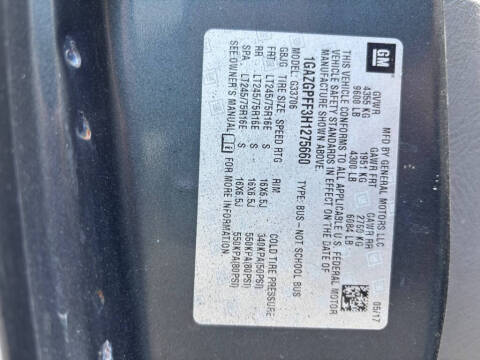 GM
MFD BY GENERAL MOTORS LLC 05/17
GVWR GAWR FRT GAWR RR
4355 KG 1951 KG 2759 KG
9600 LB 4300 LB 6084 LB
THIS VEHICLE CONFORMS TO ALL APPLICABLE U.S. FEDERAL MOTOR
VEHICLE SAFETY STANDARDS IN EFFECT ON THE DATE OF
MANUFACTURE SHOWN ABOVE.
1GAZGPFF3H1275660 TYPE: BUS-NOT SCHOOL BUS
MODEL: G33706
GBJG TIRE SIZE SPEED RTG RIM COLD TIRE PRESSURE
FRT LT245/75R16E S 16X6.5J 340KPA(50PSI)
RR LT245/75R16E S 16X6.5J 550KPA(80PSI)
SPA LT245/75R16E S 16X6.5J 550KPA(80PSI)
SEE OWNER'S MANUAL FOR MORE INFORMATION.